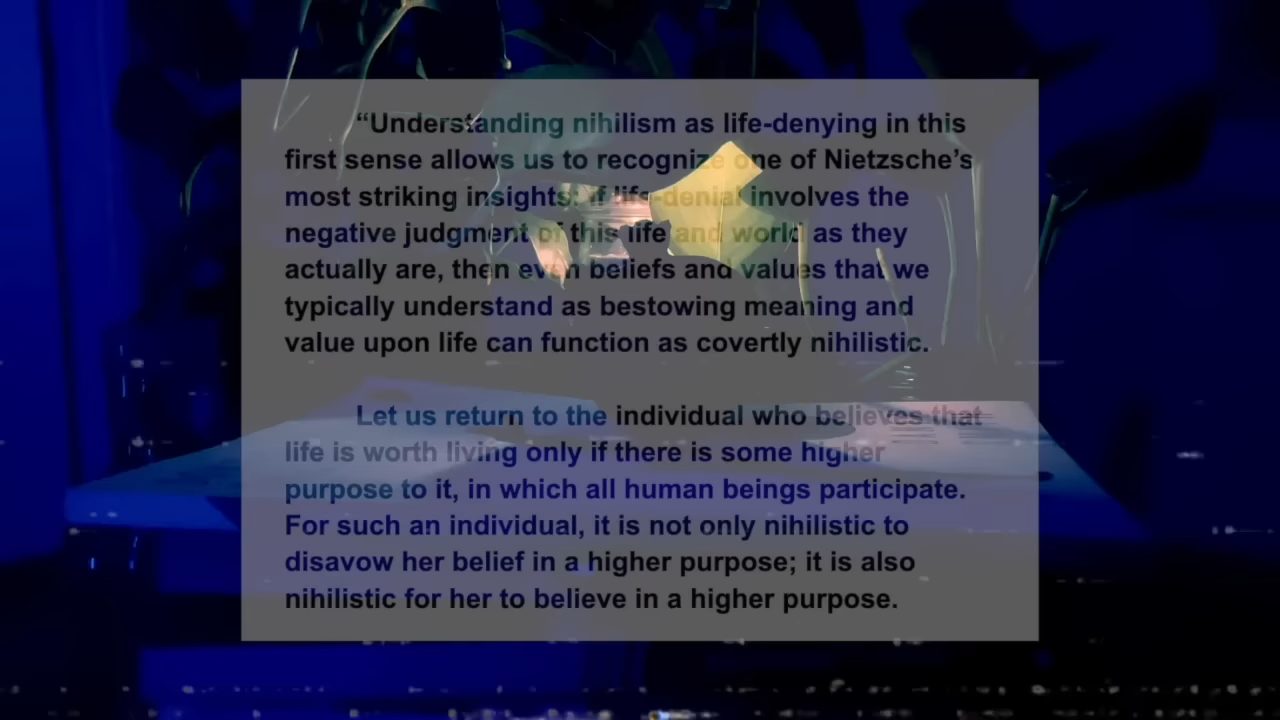 “Understanding nihilism as life-denying in this
first sense allows us to recognize one of Nietzsche’s
most striking insights: if life-denial involves the
negative judgment of this life and world as they
actually are, then even beliefs and values that we
typically understand as bestowing meaning and
value upon life can function as covertly nihilistic.
Let us return to the individual who believes that
life is worth living only if there is some higher
purpose to it, in which all human beings participate.
For such an individual, it is not only nihilistic to
disavow her belief in a higher purpose; it is also
nihilistic for her to believe in a higher purpose.